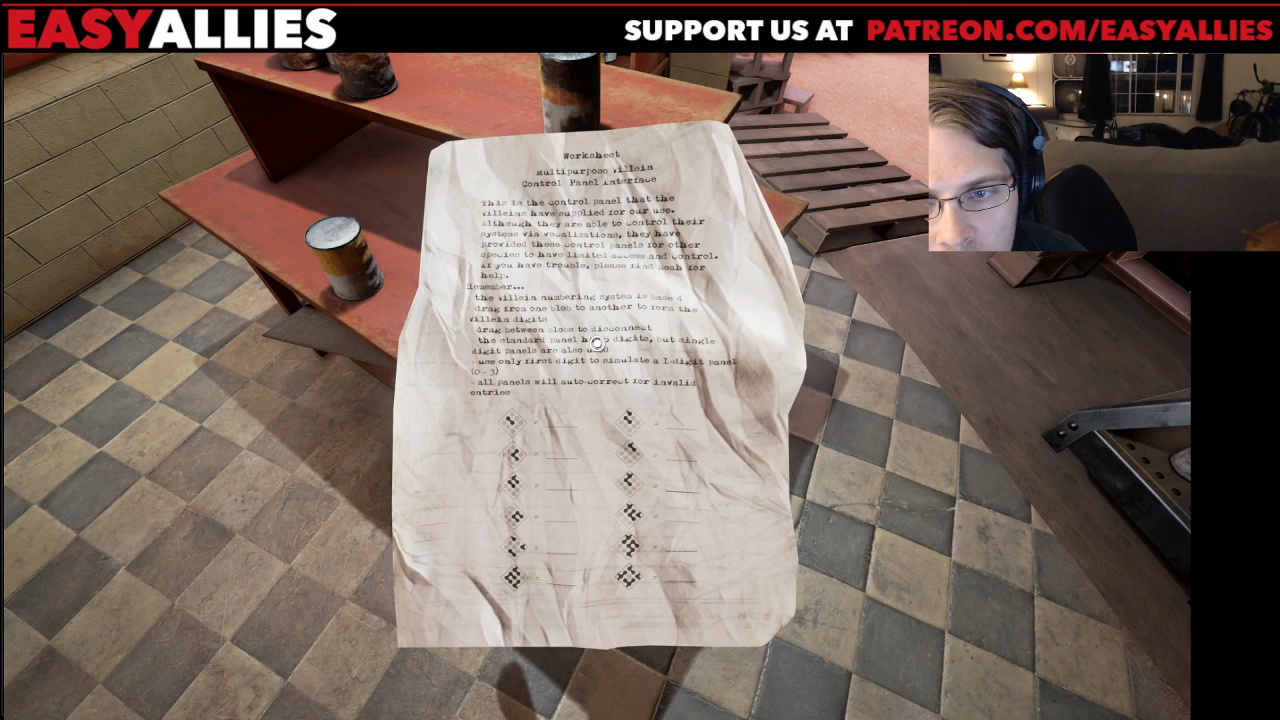 EASYALLIES
SUPPORT US AT PATREON.COM/EASYALLIES
Worksheet
Multipurpose Villein
Control Panel Interface
This is the control panel that the
villeins have supplied for our use.
Although they are able to control their
systems via vocalizations, they have
provided these control panels for other
species to have limited access and control.
If you have trouble, please find Noah for
help.
Remember...
- the villein numbering system is base 4
- drag from one blob to another to form the
villein digits
- drag between blobs to disconnect
- the standard panel h digits, but single
digit panels are also
- use only first digit to simulate a 1-digit panel
(0 - 3)
- all panels will auto-correct for invalid
entries
= =
= =
= =
= =
= =
= =